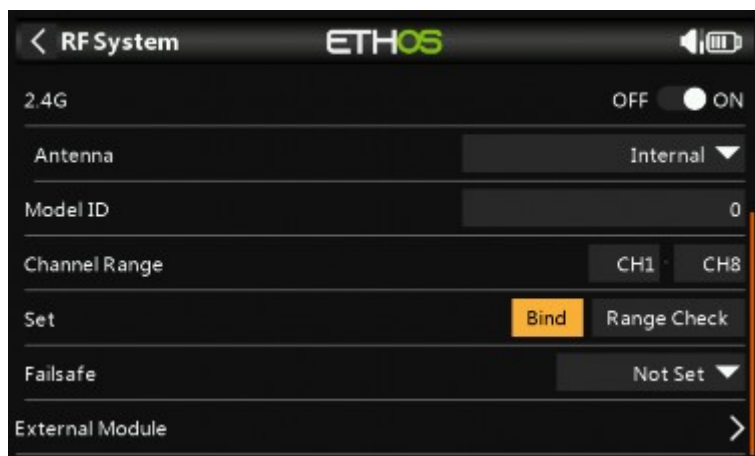 RF System ETHOS
2.4G OFF ON
Antenna Internal
Model ID 0
Channel Range CH1 CH8
Set Bind Range Check
Failsafe Not Set
External Module